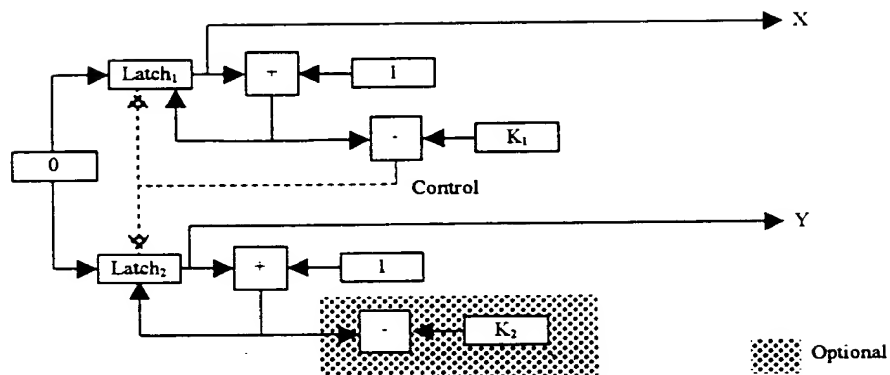 X
Latch₁
+
1
-
K₁
0
Control
Y
Latch₂
+
1
-
K₂
Optional